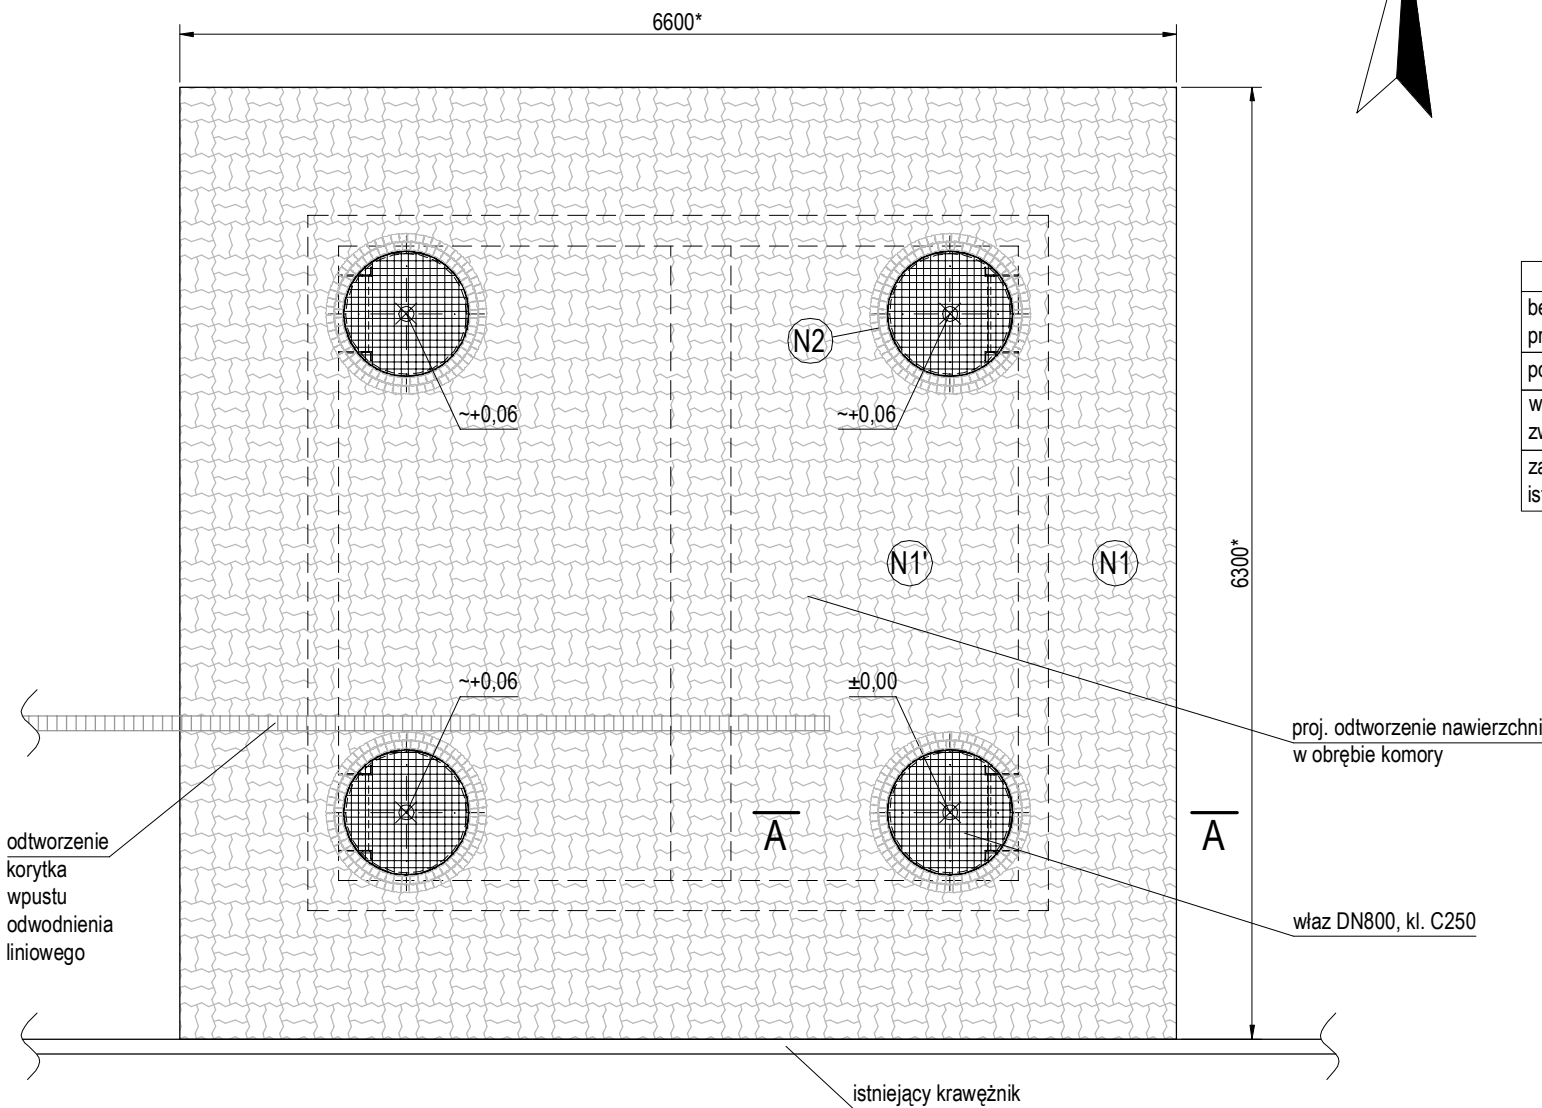 6600*
N2
~+0,06
~+0,06
N1'
N1
6300*
~+0,06
±0,00
proj. odtworzenie nawierzchni
w obrębie komory
A
A
odtworzenie
korytka
wpustu
odwodnienia
liniowego
właz DN800, kl. C250
istniejący krawężnik